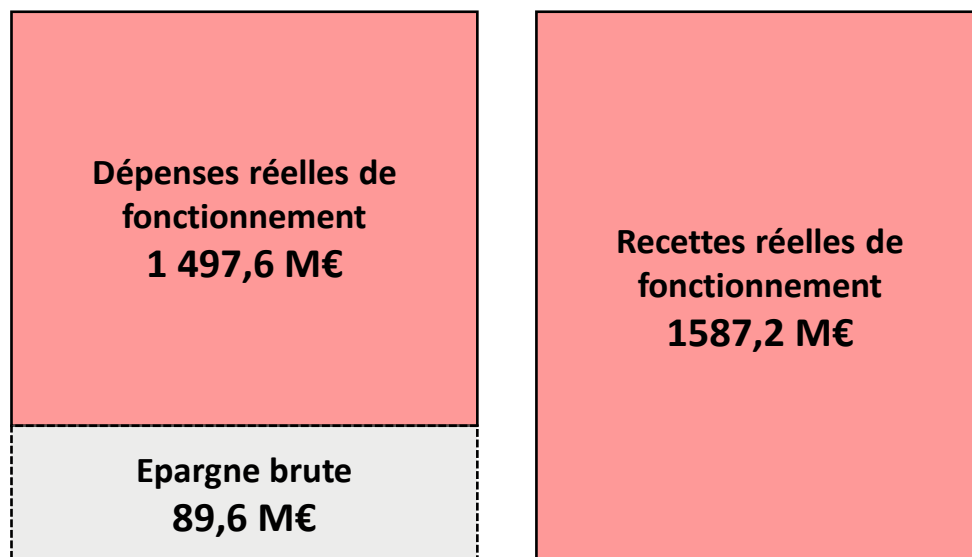 Dépenses réelles de
fonctionnement
1 497,6 M€
Epargne brute
89,6 M€
Recettes réelles de
fonctionnement
1587,2 M€